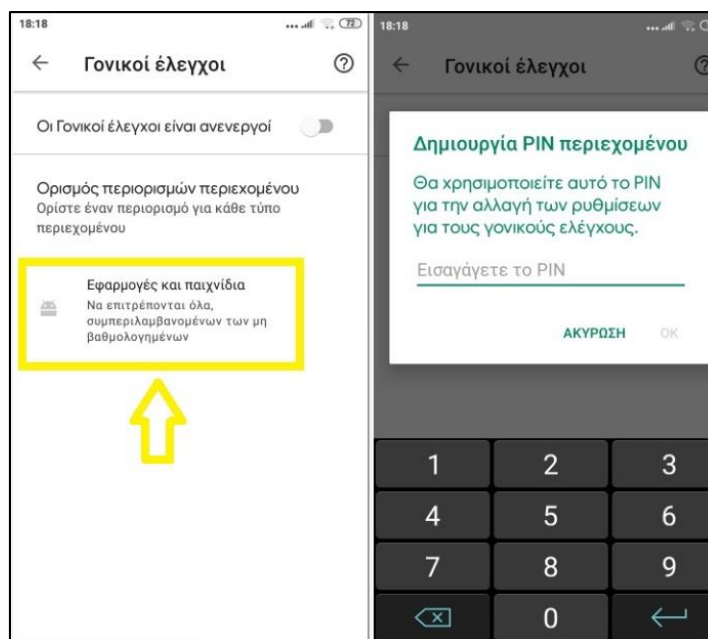 18:18
72
Γονικοί έλεγχοι
Οι Γονικοί έλεγχοι είναι ανενεργοί
Ορισμός περιορισμών περιεχομένου
Ορίστε έναν περιορισμό για κάθε τύπο
περιεχομένου
Εφαρμογές και παιχνίδια
Να επιτρέπονται όλα,
συμπεριλαμβανομένων των μη
βαθμολογημένων
18:18
Γονικοί έλεγχοι
Δημιουργία PIN περιεχομένου
Θα χρησιμοποιείτε αυτό το PIN
για την αλλαγή των ρυθμίσεων
για τους γονικούς ελέγχους.
Εισαγάγετε το PIN
ΑΚΥΡΩΣΗ OK
1 2 3
4 5 6
7 8 9
0